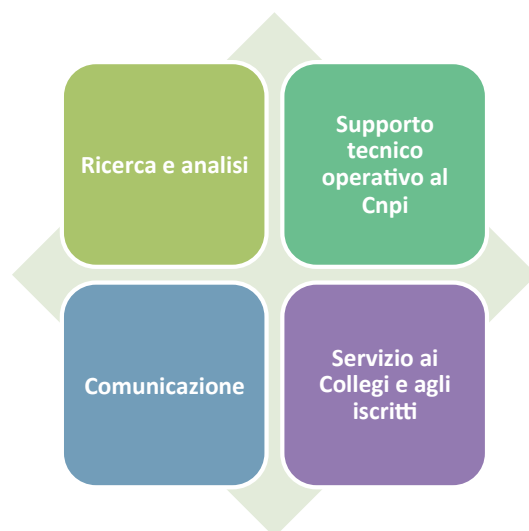 Ricerca e analisi
Supporto
tecnico
operativo al
Cnpi
Comunicazione
Servizio ai
Collegi e agli
iscritti